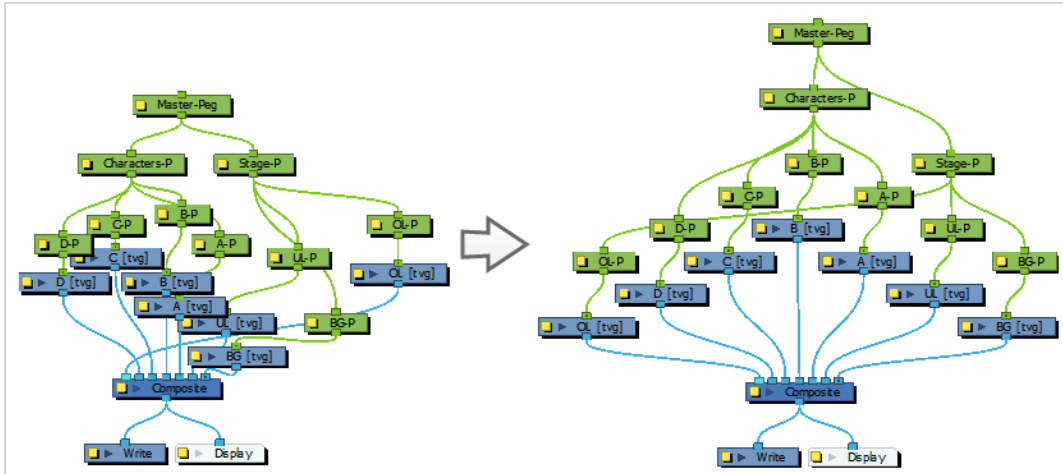 Master-Peg
Characters-P
Stage-P
C-P
B-P
OL-P
D-P
A-P
C [tvg]
UL-P
OL [tvg]
D [tvg]
B [tvg]
A [tvg]
UL [tvg]
BG-P
BG [tvg]
Composite
Write
Display
Master-Peg
Characters-P
B-P
Stage-P
C-P
A-P
D-P
B [tvg]
UL-P
OL-P
C [tvg]
A [tvg]
BG-P
D [tvg]
UL [tvg]
OL [tvg]
BG [tvg]
Composite
Write
Display